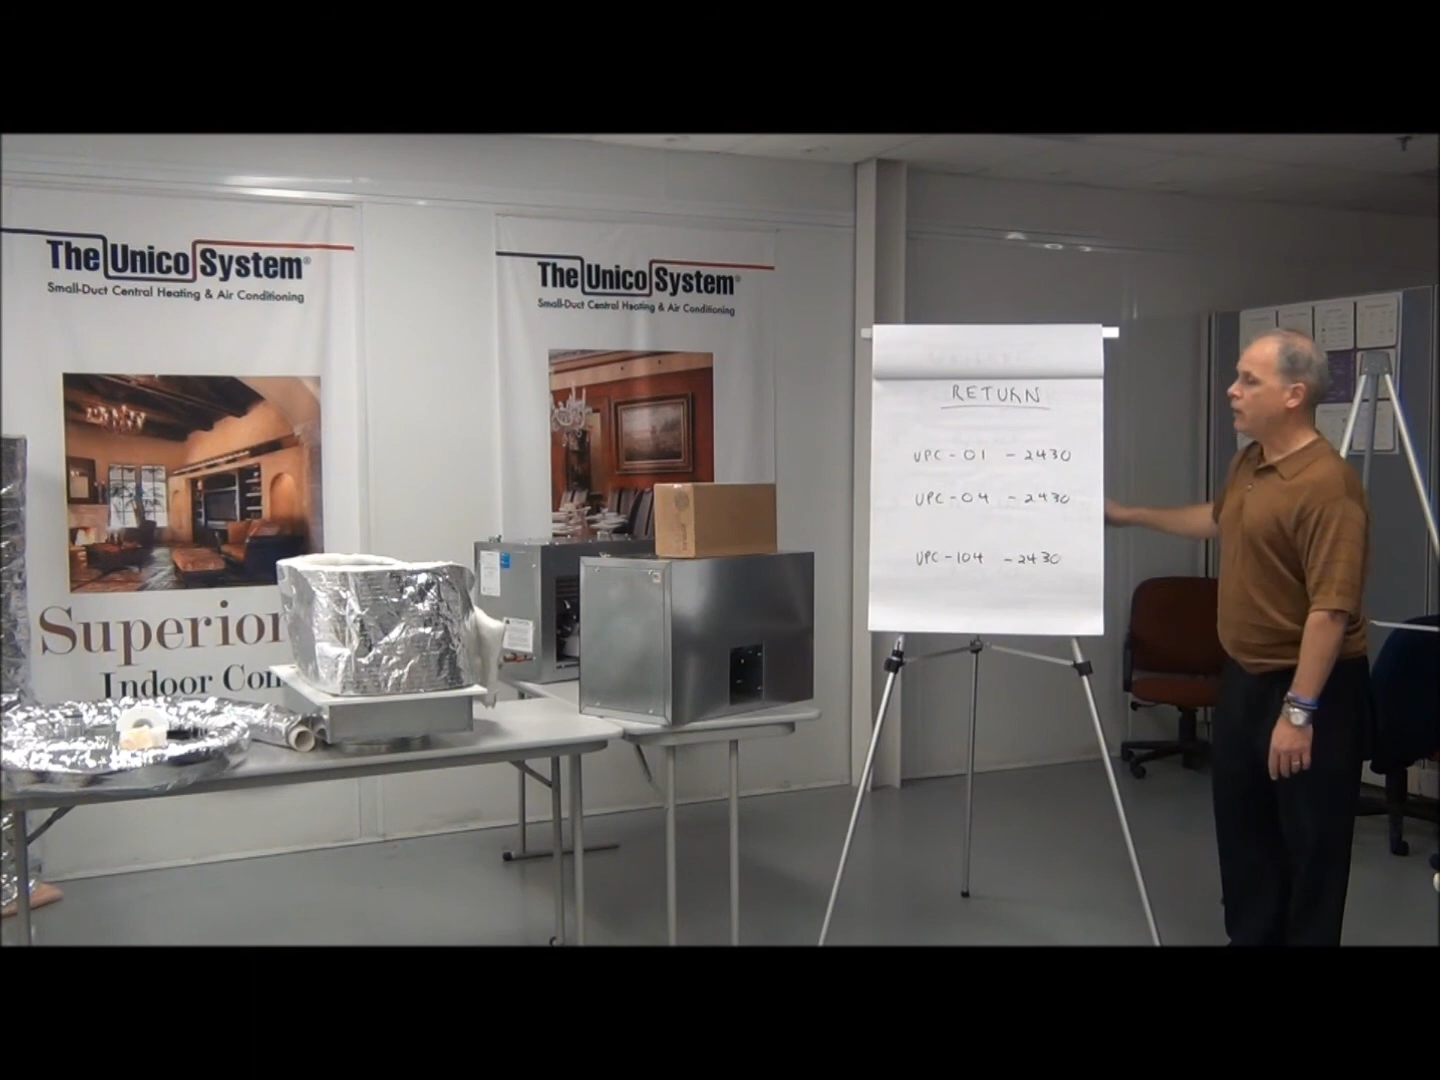 The Unico System®
Small-Duct Central Heating & Air Conditioning
Superior
Indoor Com
The Unico System®
Small-Duct Central Heating & Air Conditioning
RETURN
UPC-01 - 2430
UPC-04 - 2430
UPC-104 - 2430